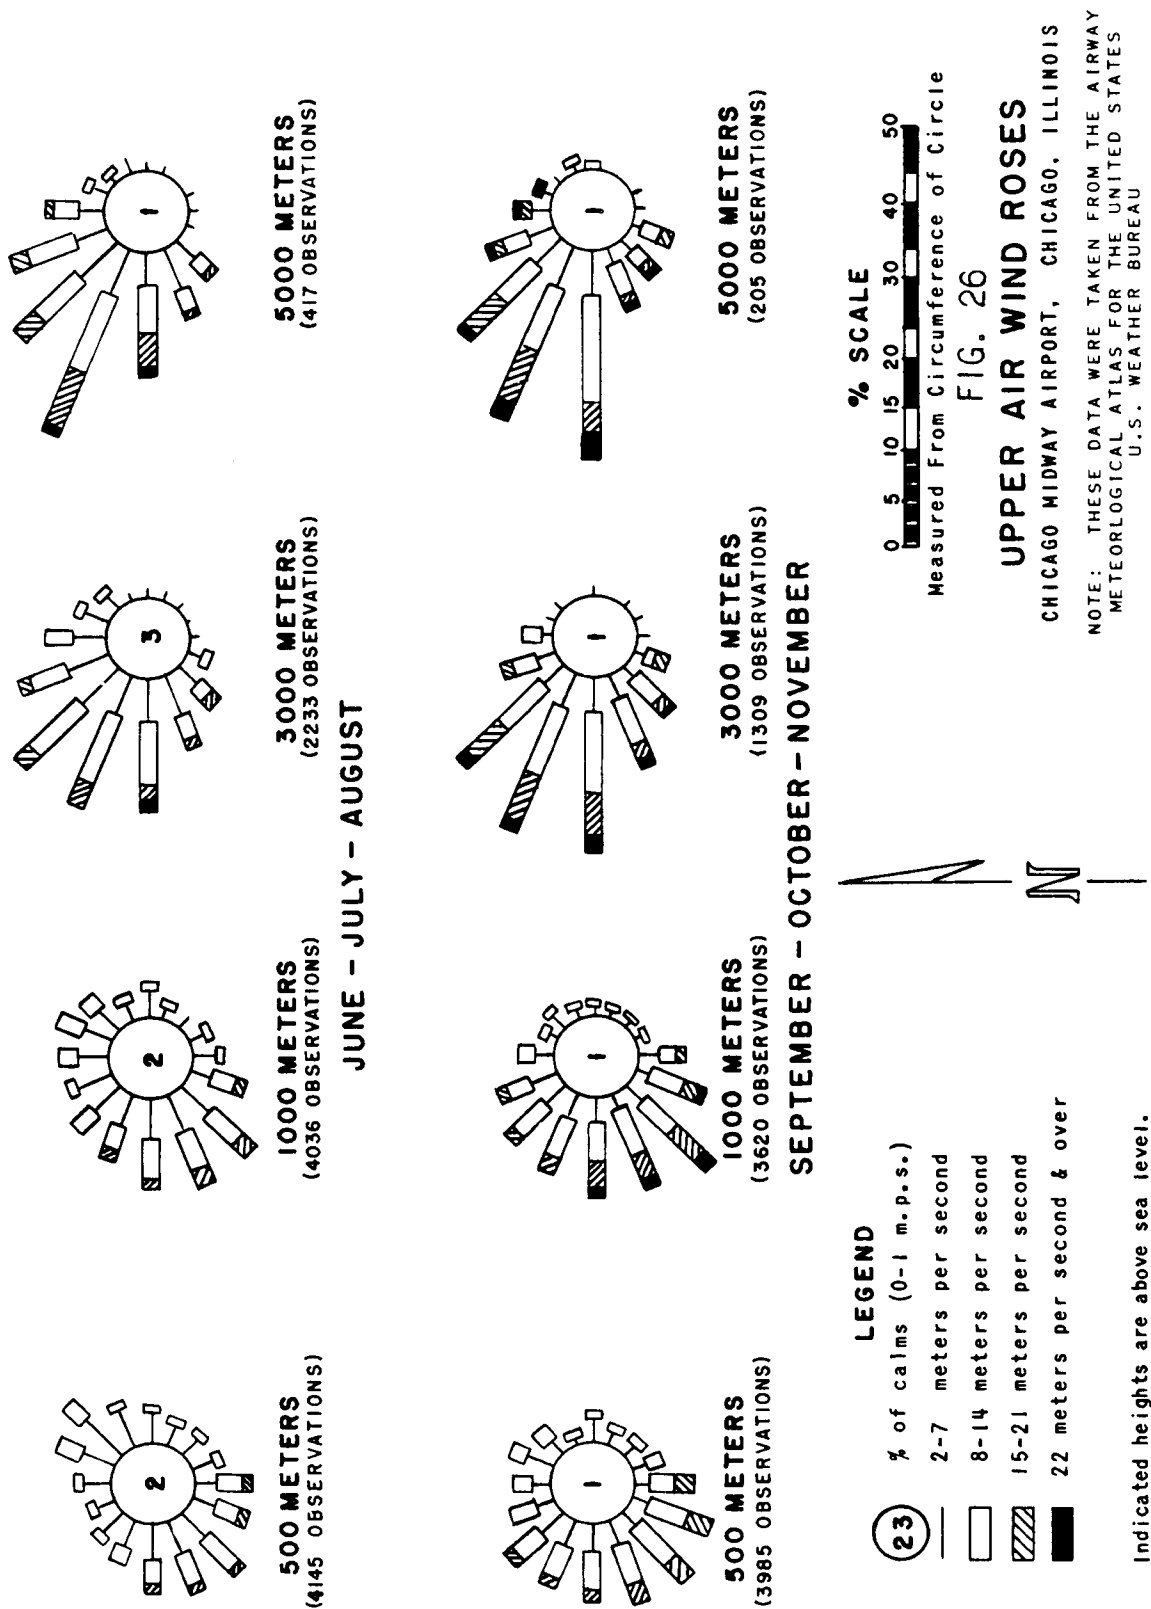 2
500 METERS
(4145 OBSERVATIONS)
2
1000 METERS
(4036 OBSERVATIONS)
3
3000 METERS
(2233 OBSERVATIONS)
1
5000 METERS
(417 OBSERVATIONS)
JUNE - JULY - AUGUST
1
500 METERS
(3985 OBSERVATIONS)
1
1000 METERS
(3620 OBSERVATIONS)
1
3000 METERS
(1309 OBSERVATIONS)
1
5000 METERS
(205 OBSERVATIONS)
SEPTEMBER - OCTOBER - NOVEMBER
LEGEND
23 % of calms (0-1 m.p.s.)
2-7 meters per second
8-14 meters per second
15-21 meters per second
22 meters per second & over
Indicated heights are above sea level.
N
% SCALE
0 5 10 15 20 30 40 50
Measured From Circumference of Circle
FIG. 26
UPPER AIR WIND ROSES
CHICAGO MIDWAY AIRPORT, CHICAGO, ILLINOIS
NOTE: THESE DATA WERE TAKEN FROM THE AIRWAY
METEORLOGICAL ATLAS FOR THE UNITED STATES
U.S. WEATHER BUREAU